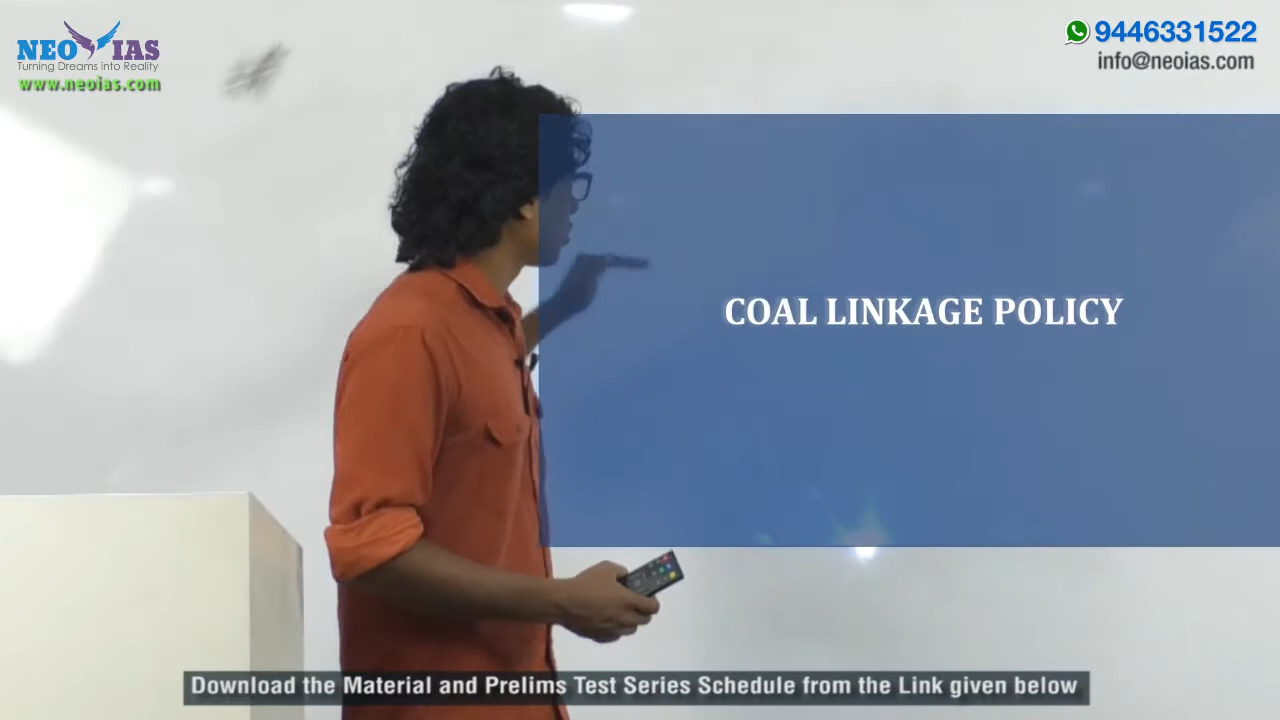 NEO IAS
Turning Dreams into Reality
www.neoias.com
9446331522
info@neoias.com
COAL LINKAGE POLICY
Download the Material and Prelims Test Series Schedule from the Link given below